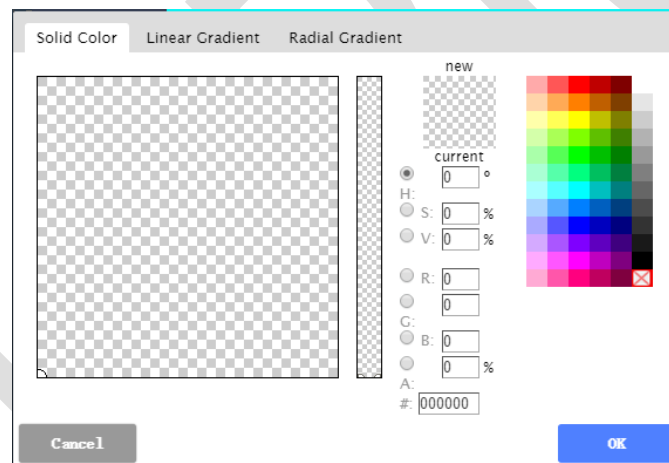 Solid Color Linear Gradient Radial Gradient
new
current
H: 0 °
S: 0 %
V: 0 %
R: 0
G: 0
B: 0
A: 0 %
#: 000000
Cancel OK